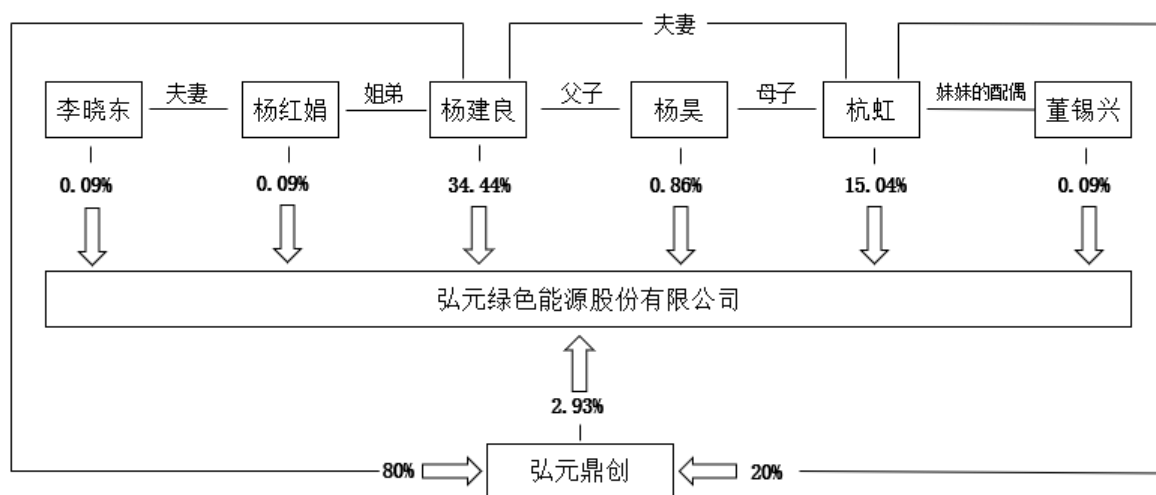 夫妻
李晓东
夫妻
杨红娟
姐弟
杨建良
父子
杨昊
母子
杭虹
妹妹的配偶
董锡兴
0.09%
0.09%
34.44%
0.86%
15.04%
0.09%
弘元绿色能源股份有限公司
2.93%
80%
弘元鼎创
20%